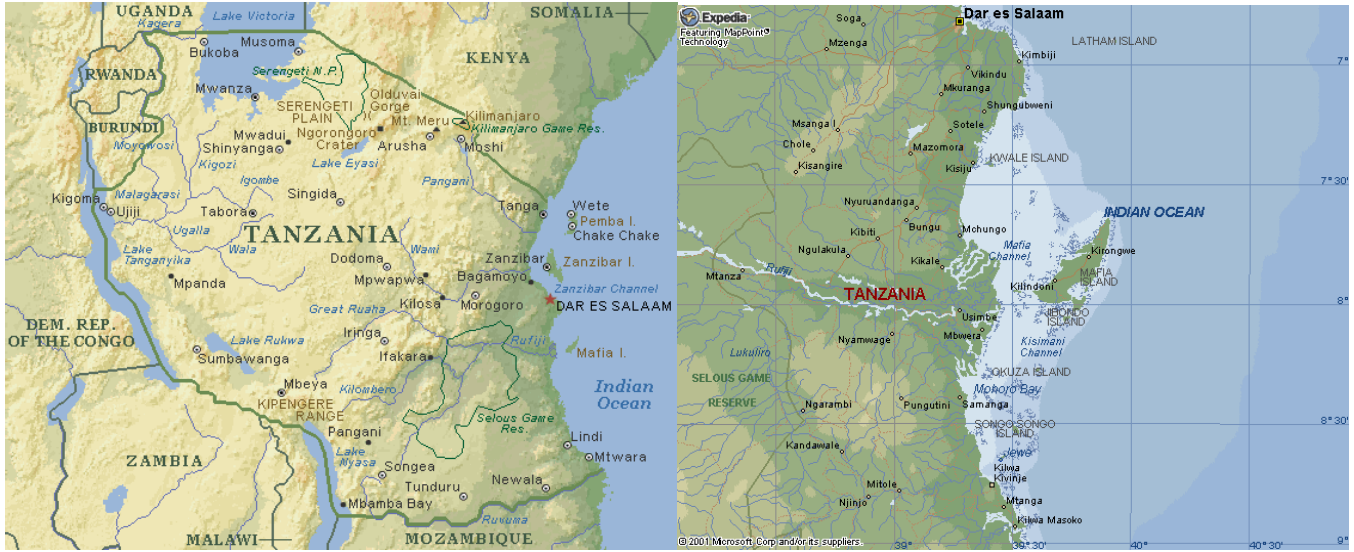 UGANDA
Kagera
Lake Victoria
SOMALIA
Bukoba
Musoma
KENYA
RWANDA
Serengeti N.P.
Mwanza
SERENGETI
PLAIN
Olduvai
Gorge
Mt. Meru
Kilimanjaro
Kilimanjaro Game Res.
BURUNDI
Ngorongoro
Crater
Moyowosi
Mwadui
Shinyanga
Arusha
Moshi
Kigozi
Lake Eyasi
Igombe
Pangani
Kigoma
Malagarasi
Singida
Ujiji
Tabora
Tanga
Wete
Pemba I.
Chake Chake
Ugalla
Wala
TANZANIA
Wami
Lake
Tanganyika
Dodoma
Zanzibar
Zanzibar I.
Mpanda
Mpwapwa
Bagamoyo
Zanzibar Channel
Kilosa
Morogoro
DAR ES SALAAM
Great Ruaha
DEM. REP.
OF THE CONGO
Iringa
Rufiji
Lake Rukwa
Sumbawanga
Ifakara
Mafia I.
Mbeya
Kilombero
Indian
Ocean
KIPENGERE
RANGE
Selous Game
Res.
Pangani
Lindi
ZAMBIA
Lake
Nyasa
Mtwara
Songea
Tunduru
Newala
Mbamba Bay
Ruvuma
MALAWI
MOZAMBIQUE
Expedia
Featuring MapPoint®
Technology
Soga
Dar es Salaam
Mzenga
LATHAM ISLAND
Kimbiji
7°
Vikindu
Mkuranga
Shungubweni
Msanga I
Sotele
Chole
Mazomora
KWALE ISLAND
Kisangire
Kisiju
7° 30'
Nyuruandanga
INDIAN OCEAN
Bungu
Kibiti
Mchungo
Mafia
Channel
Ngulakula
Kirongwe
Mtanza
Rufiji
Kikale
MAFIA
ISLAND
Kilindoni
TANZANIA
8°
Usimbe
JIBONDO
ISLAND
Mbwera
Nyamwage
Kisimani
Channel
Lukuliro
SELOUS GAME
RESERVE
OKUZA ISLAND
Mohoro Bay
Ngarambi
Pungutini
Samanga
SONGO SONGO
ISLAND
8° 30'
Kandawale
Jewe
Kilwa
Kivinje
Mitole
Njinjo
Mtanga
Kilwa Masoko
© 2001 Microsoft Corp and/or its suppliers.
39°
39° 30'
40°
40° 30'
9°